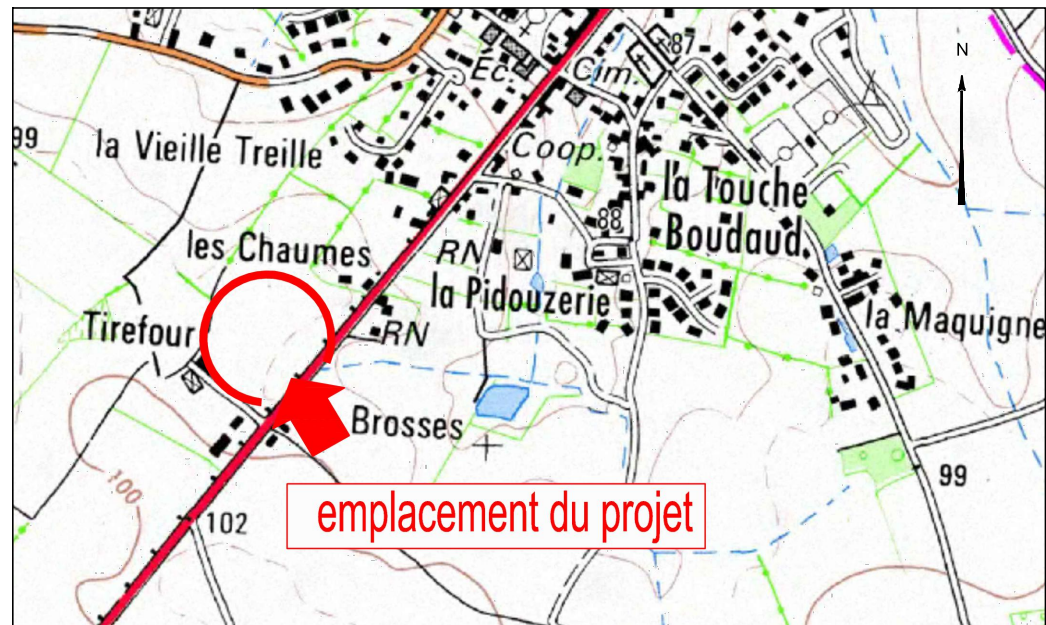 87
N
Éc.
Cim.
99
la Vieille Treille
Coop.
la Touche
Boudaud
88
les Chaumes
RN
la Pidouzerie
Tirefour
RN
la Maquigne
Brosses
99
100
emplacement du projet
102